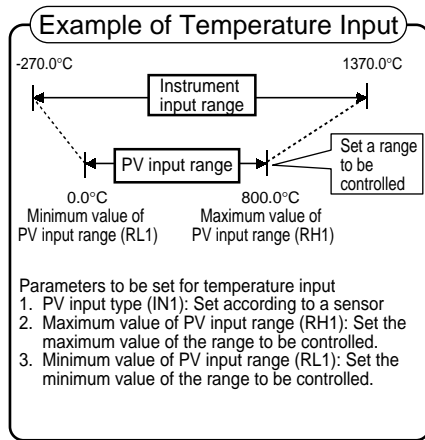 Example of Temperature Input
-270.0°C 1370.0°C
Instrument
input range
PV input range
Set a range
to be
controlled
0.0°C 800.0°C
Minimum value of Maximum value of
PV input range (RL1) PV input range (RH1)
Parameters to be set for temperature input
1. PV input type (IN1): Set according to a sensor
2. Maximum value of PV input range (RH1): Set the
maximum value of the range to be controlled.
3. Minimum value of PV input range (RL1): Set the
minimum value of the range to be controlled.